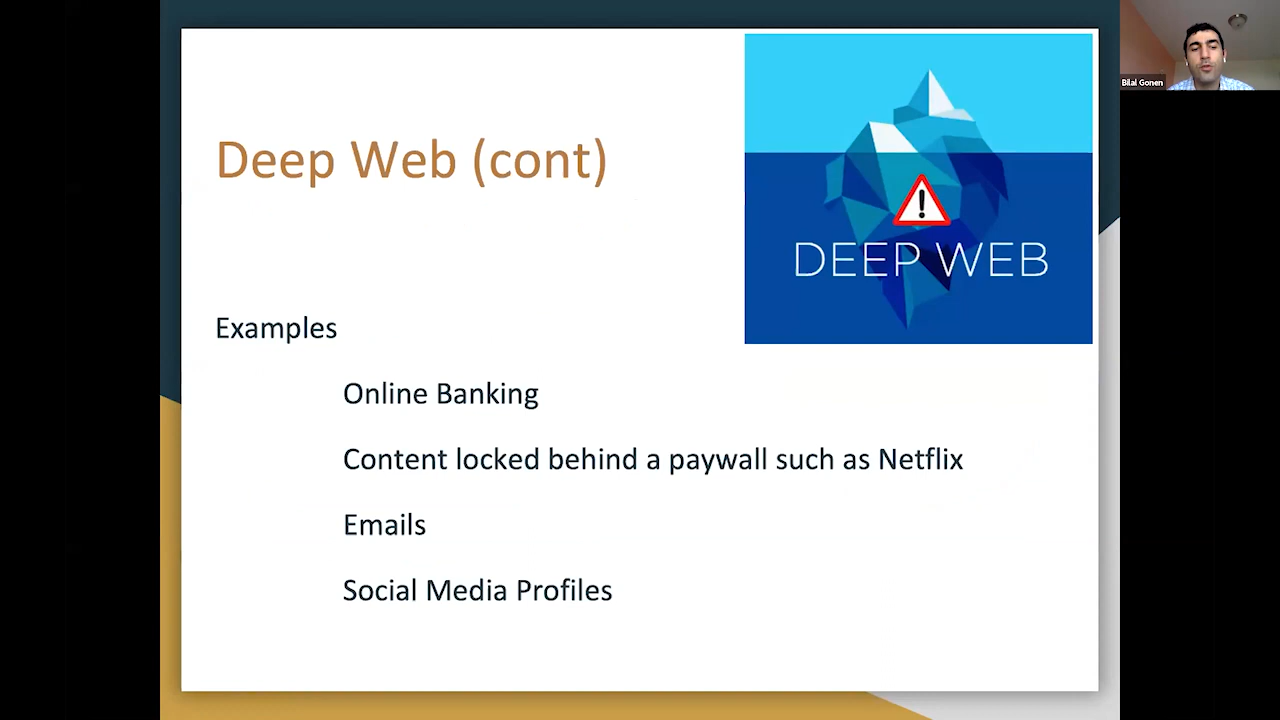 Deep Web (cont)
!
DEEP WEB
Bilal Gonen
Examples
Online Banking
Content locked behind a paywall such as Netflix
Emails
Social Media Profiles